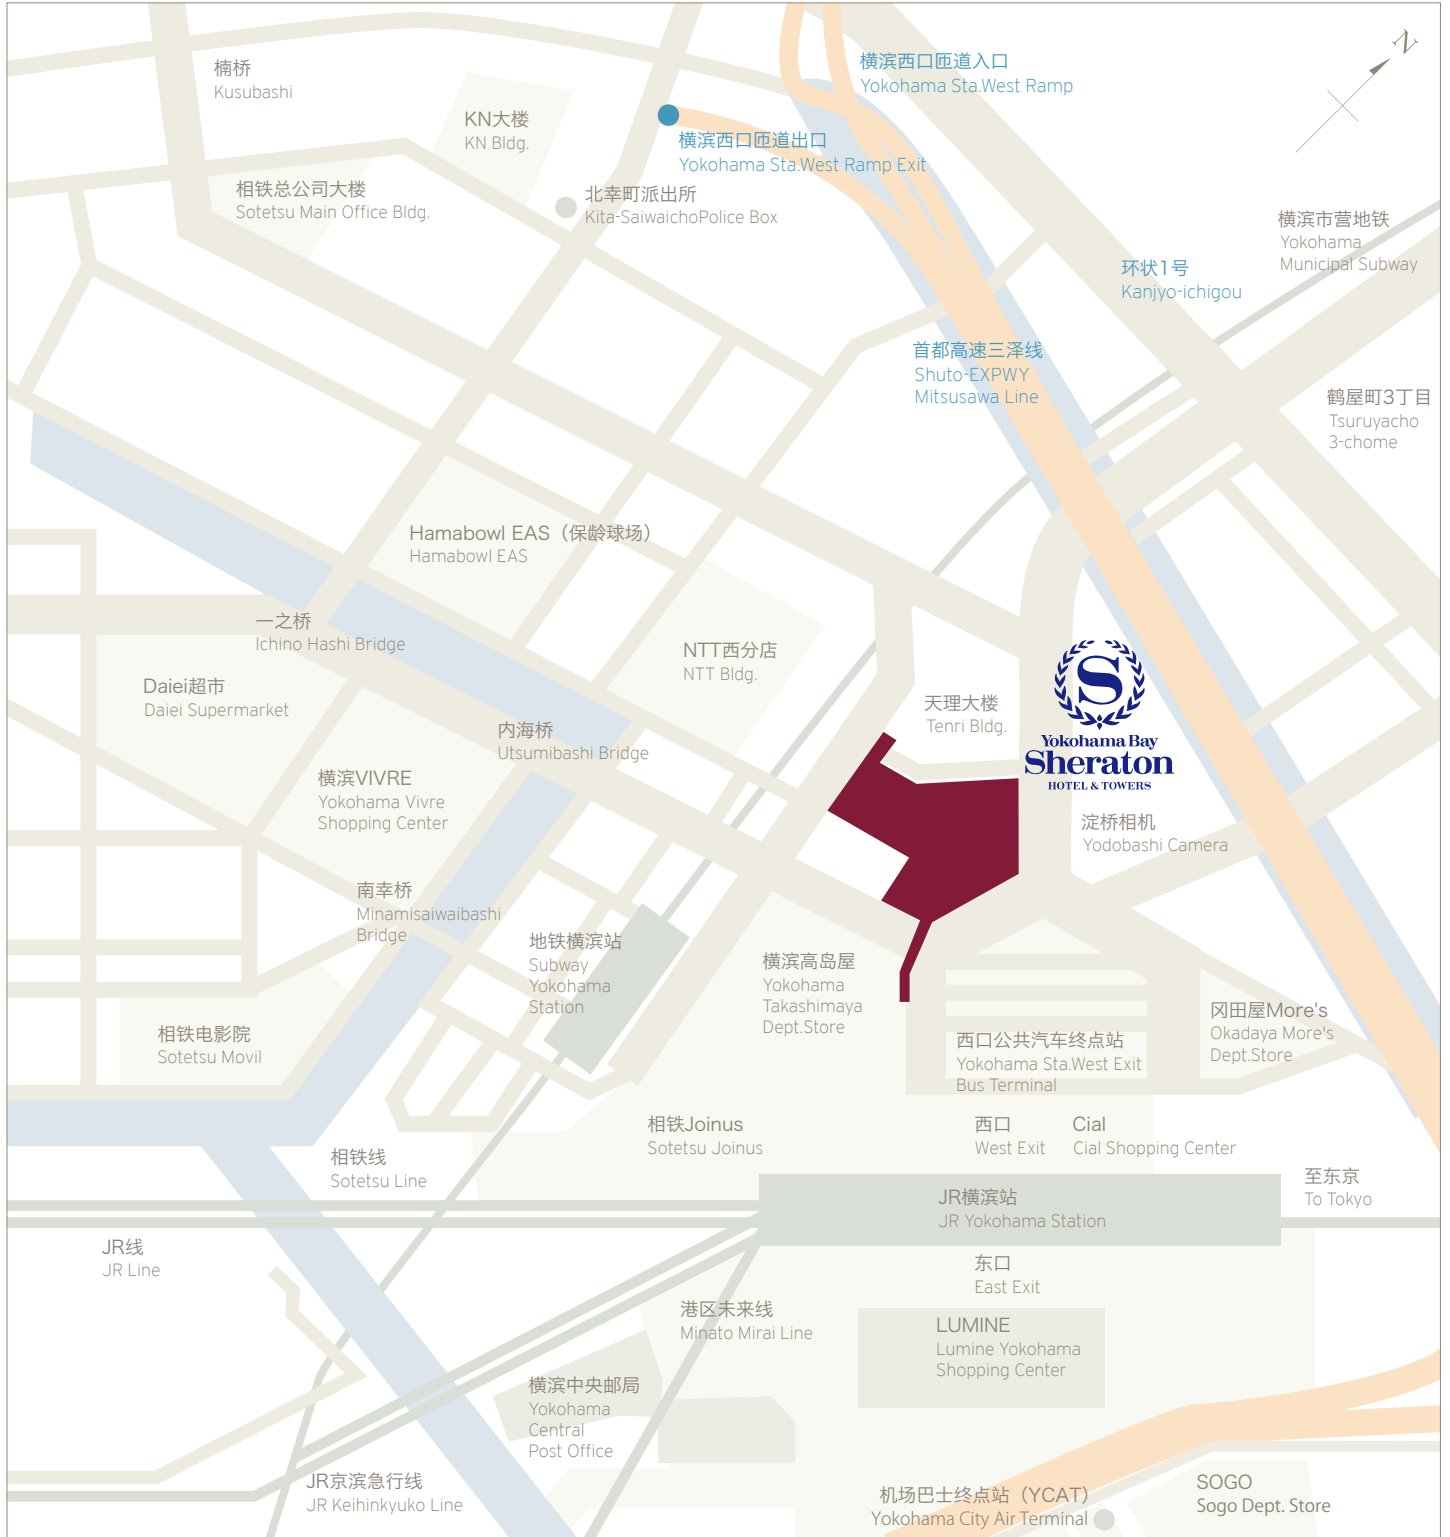 N
楠桥
Kusubashi
横滨西口匝道入口
Yokohama Sta.West Ramp
KN大楼
KN Bldg.
横滨西口匝道出口
Yokohama Sta.West Ramp Exit
相铁总公司大楼
Sotetsu Main Office Bldg.
北幸町派出所
Kita-SaiwaichoPolice Box
横滨市营地铁
Yokohama
Municipal Subway
环状1号
Kanjyo-ichigou
首都高速三泽线
Shuto-EXPWY
Mitsusawa Line
鹤屋町3丁目
Tsuruyacho
3-chome
Hamabowl EAS（保龄球场）
Hamabowl EAS
一之桥
Ichino Hashi Bridge
NTT西分店
NTT Bldg.
Daiei超市
Daiei Supermarket
天理大楼
Tenri Bldg.
S
Yokohama Bay
Sheraton
HOTEL & TOWERS
内海桥
Utsumibashi Bridge
横滨VIVRE
Yokohama Vivre
Shopping Center
淀桥相机
Yodobashi Camera
南幸桥
Minamisaiwaibashi
Bridge
地铁横滨站
Subway
Yokohama
Station
横滨高岛屋
Yokohama
Takashimaya
Dept.Store
冈田屋More's
Okadaya More's
Dept.Store
相铁电影院
Sotetsu Movil
西口公共汽车终点站
Yokohama Sta.West Exit
Bus Terminal
相铁Joinus
Sotetsu Joinus
西口
West Exit
Cial
Cial Shopping Center
相铁线
Sotetsu Line
至东京
To Tokyo
JR横滨站
JR Yokohama Station
JR线
JR Line
东口
East Exit
港区未来线
Minato Mirai Line
LUMINE
Lumine Yokohama
Shopping Center
横滨中央邮局
Yokohama
Central
Post Office
JR京滨急行线
JR Keihinkyuko Line
机场巴士终点站（YCAT）
Yokohama City Air Terminal
SOGO
Sogo Dept. Store